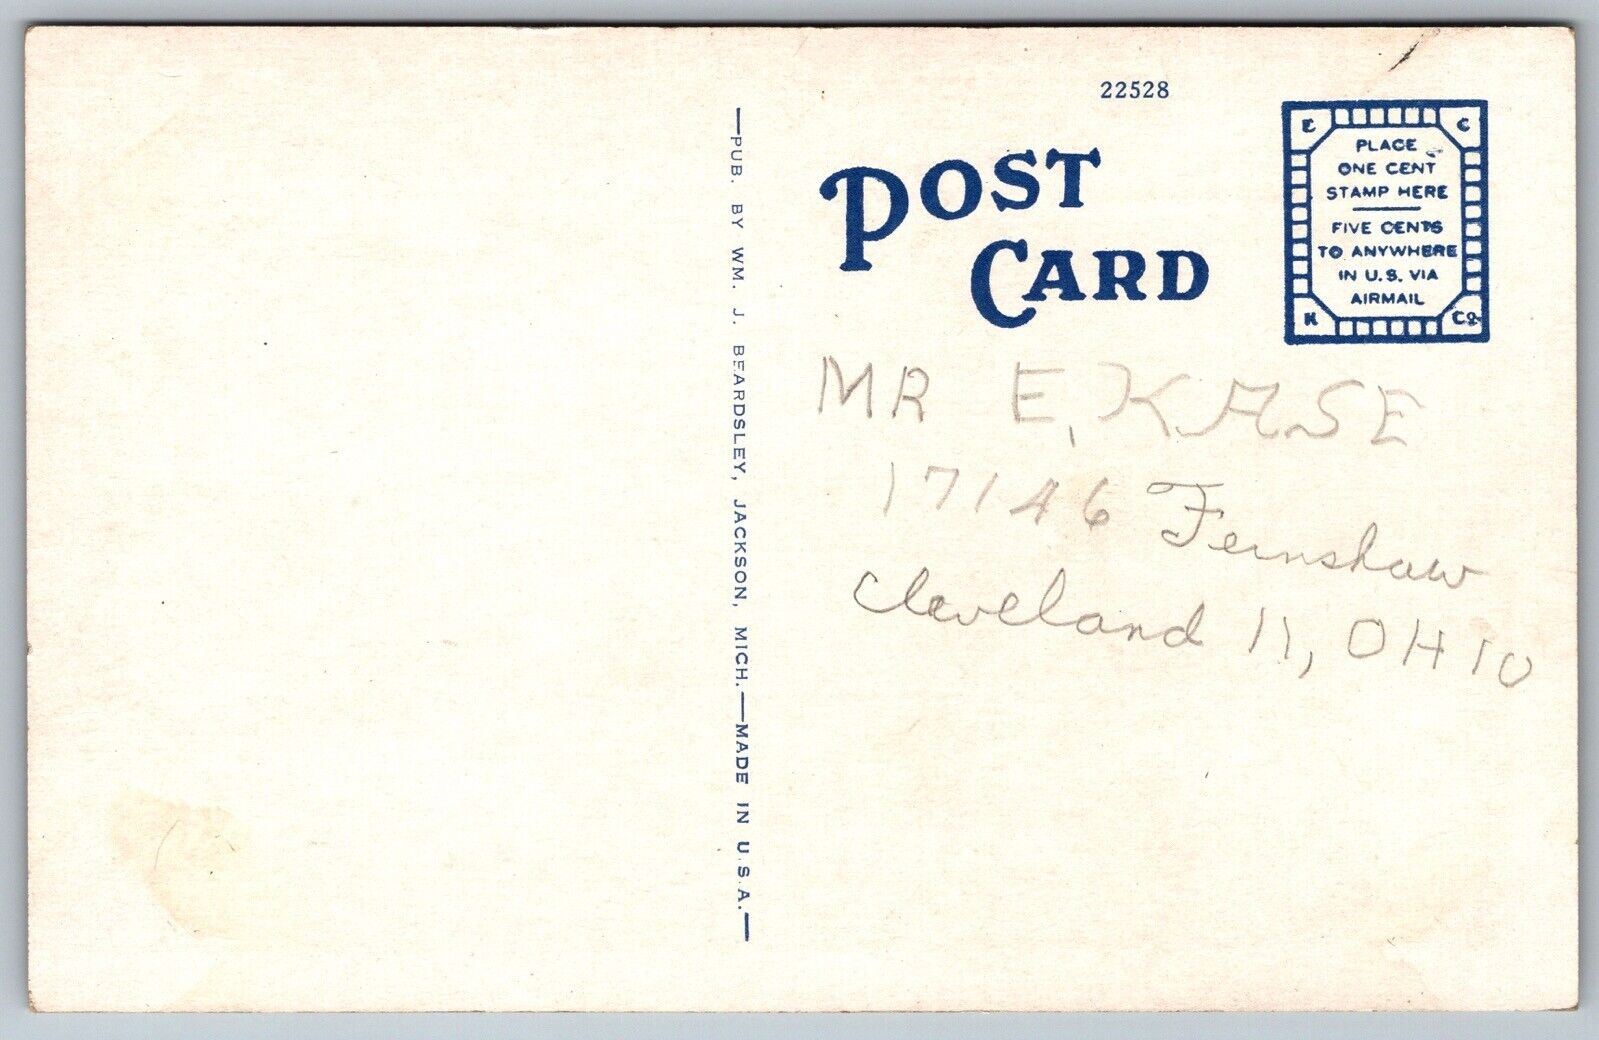 —PUB. BY WM. J. BEARDSLEY, JACKSON, MICH.—MADE IN U.S.A.—
22528
POST
CARD
E C
PLACE
ONE CENT
STAMP HERE
FIVE CENTS
TO ANYWHERE
IN U.S. VIA
AIRMAIL
K Co
MR E, KASE
17146 Fernshaw
Cleveland 11, OHIO